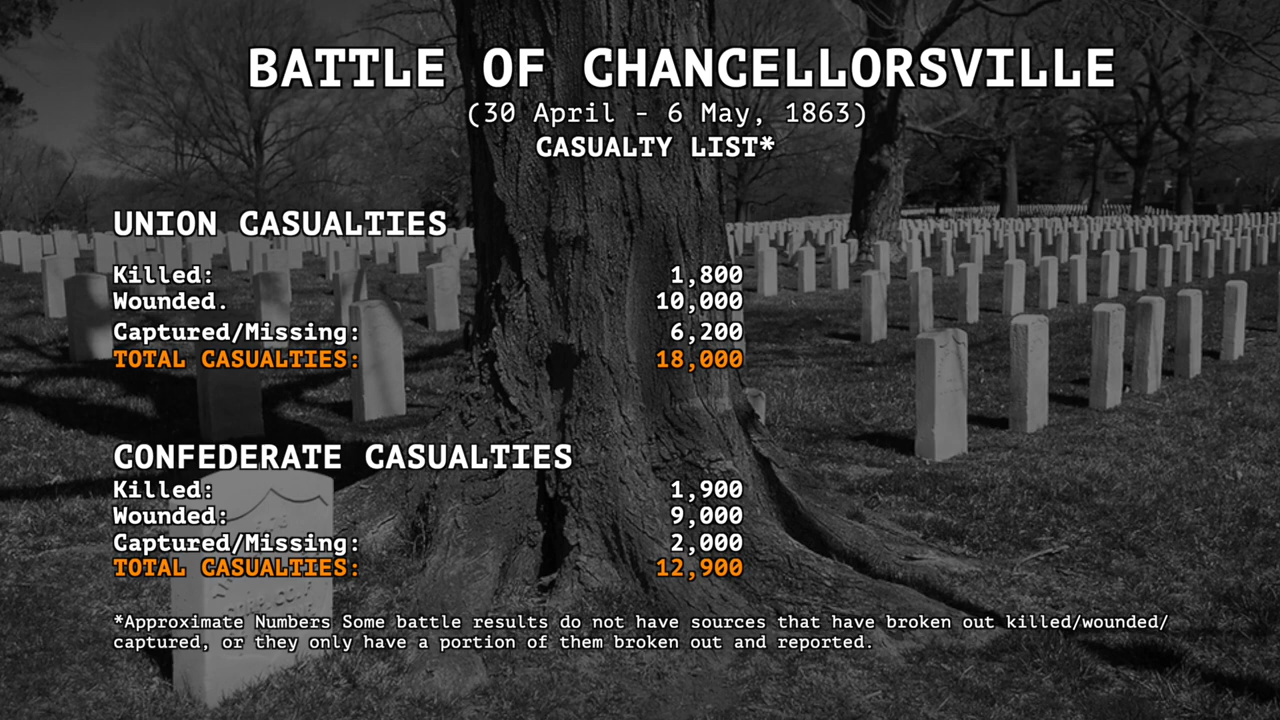 BATTLE OF CHANCELLORSVILLE
(30 April - 6 May, 1863)
CASUALTY LIST*
UNION CASUALTIES
Killed: 1,800
Wounded. 10,000
Captured/Missing: 6,200
TOTAL CASUALTIES: 18,000
CONFEDERATE CASUALTIES
Killed: 1,900
Wounded: 9,000
Captured/Missing: 2,000
TOTAL CASUALTIES: 12,900
*Approximate Numbers Some battle results do not have sources that have broken out killed/wounded/
captured, or they only have a portion of them broken out and reported.